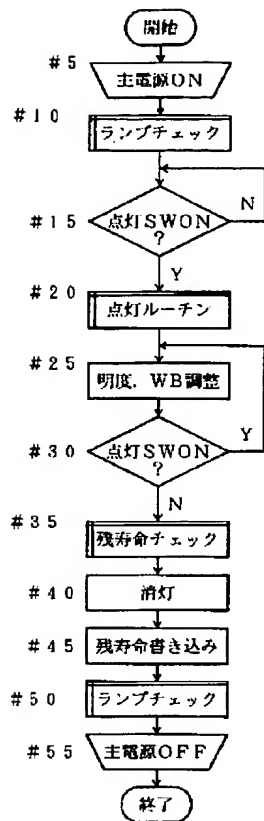 開始
#5
主電源ON
#10
ランプチェック
#15
点灯SWON
?
N
Y
#20
点灯ルーチン
#25
明度，WB調整
#30
点灯SWON
?
Y
N
#35
残寿命チェック
#40
消灯
#45
残寿命書き込み
#50
ランプチェック
#55
主電源OFF
終了